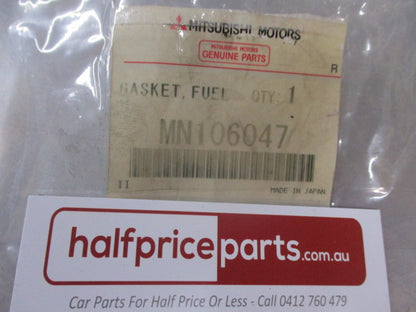 MITSUBISHI MOTORS
MITSUBISHI MOTORS
GENUINE PARTS
R
GASKET, FUEL QTY: 1
MN106047
II
MADE IN JAPAN
halfpriceparts.com.au
Car Parts For Half Price Or Less - Call 0412 760 479